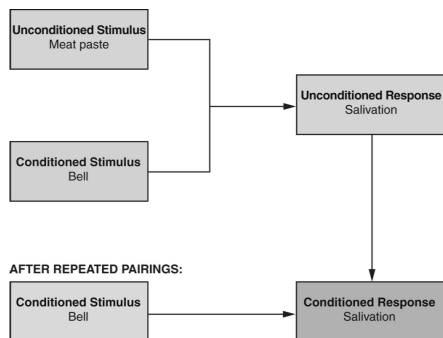 Unconditioned Stimulus
Meat paste
Unconditioned Response
Salivation
Conditioned Stimulus
Bell
AFTER REPEATED PAIRINGS:
Conditioned Stimulus
Bell
Conditioned Response
Salivation